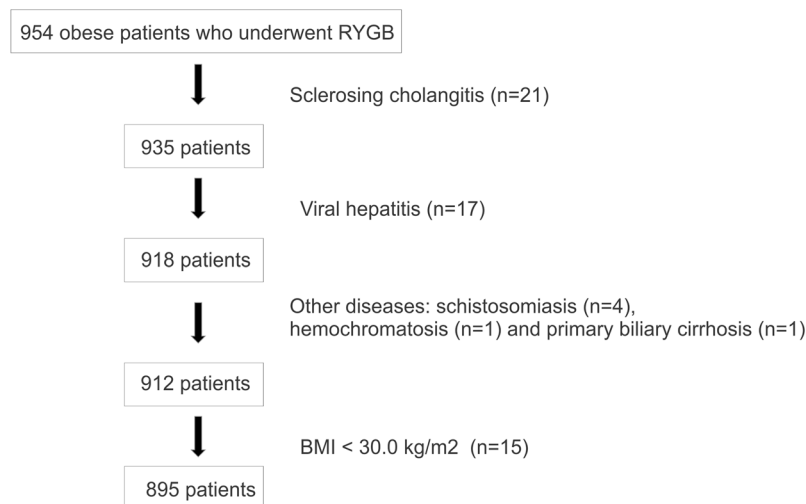 954 obese patients who underwent RYGB
Sclerosing cholangitis (n=21)
935 patients
Viral hepatitis (n=17)
918 patients
Other diseases: schistosomiasis (n=4),
hemochromatosis (n=1) and primary biliary cirrhosis (n=1)
912 patients
BMI < 30.0 kg/m2 (n=15)
895 patients